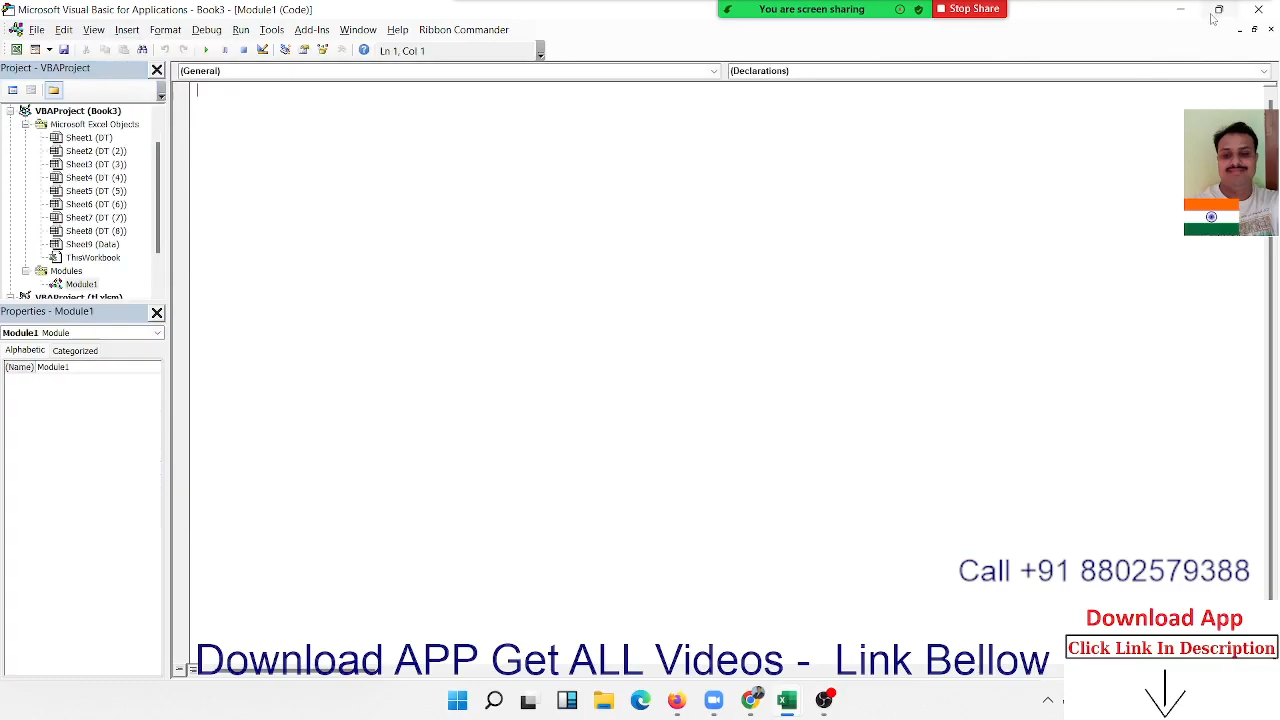 Microsoft Visual Basic for Applications - Book3 - [Module1 (Code)]
You are screen sharing
Stop Share
File Edit View Insert Format Debug Run Tools Add-Ins Window Help Ribbon Commander
Ln 1, Col 1
Project - VBAProject
(General)
(Declarations)
VBAProject (Book3)
Microsoft Excel Objects
Sheet1 (DT)
Sheet2 (DT (2))
Sheet3 (DT (3))
Sheet4 (DT (4))
Sheet5 (DT (5))
Sheet6 (DT (6))
Sheet7 (DT (7))
Sheet8 (DT (8))
Sheet9 (Data)
ThisWorkbook
Modules
Module1
VBAProject (tl.xlsm)
Properties - Module1
Module1 Module
Alphabetic Categorized
(Name) Module1
Call +91 8802579388
Download App
Click Link In Description
Download APP Get ALL Videos - Link Bellow